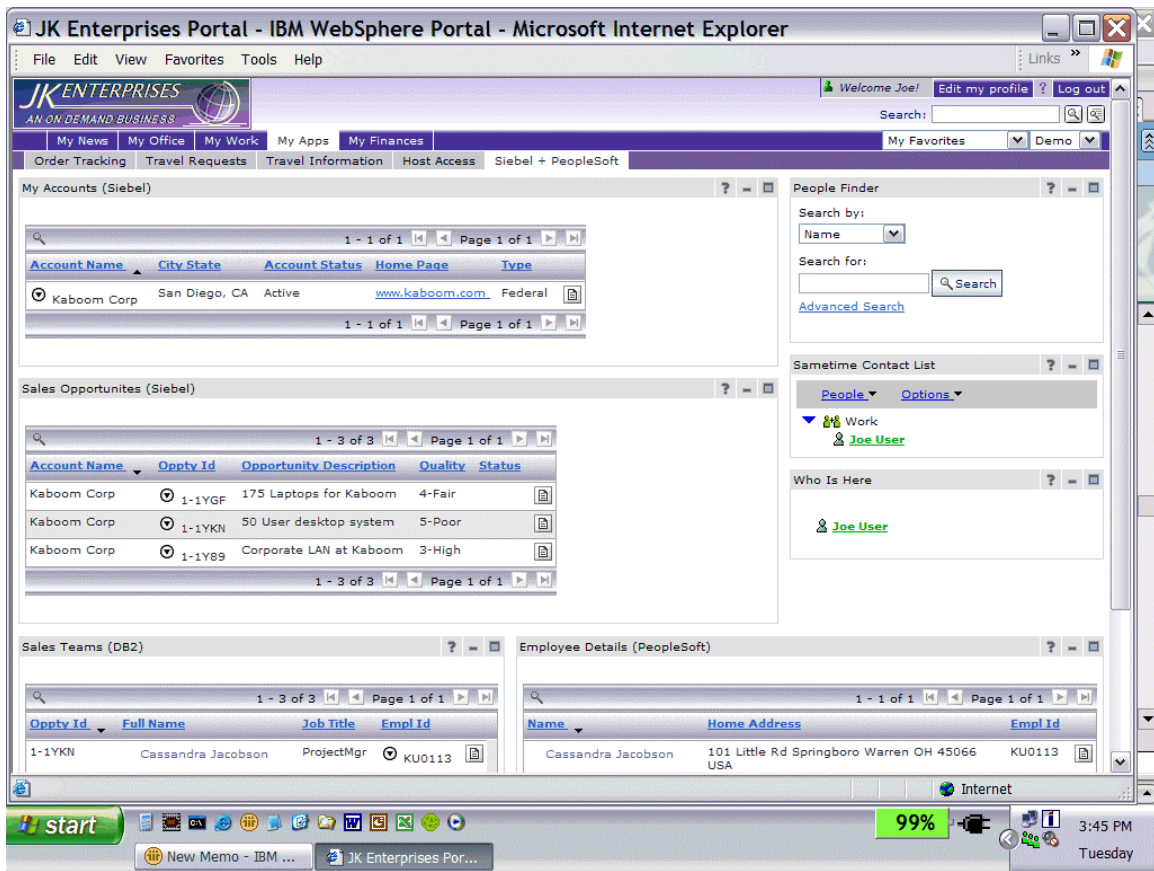 JK Enterprises Portal - IBM WebSphere Portal - Microsoft Internet Explorer
File Edit View Favorites Tools Help Links »
JK ENTERPRISES
AN ON DEMAND BUSINESS
Welcome Joe! Edit my profile ? Log out
Search:
My News My Office My Work My Apps My Finances My Favorites Demo
Order Tracking Travel Requests Travel Information Host Access Siebel + PeopleSoft
My Accounts (Siebel) ?
1 - 1 of 1 Page 1 of 1
Account Name City State Account Status Home Page Type
Kaboom Corp San Diego, CA Active www.kaboom.com Federal
1 - 1 of 1 Page 1 of 1
People Finder ?
Search by:
Name
Search for:
Search
Advanced Search
Sales Opportunites (Siebel) ?
1 - 3 of 3 Page 1 of 1
Account Name Oppty Id Opportunity Description Quality Status
Kaboom Corp 1-1YGF 175 Laptops for Kaboom 4-Fair
Kaboom Corp 1-1YKN 50 User desktop system 5-Poor
Kaboom Corp 1-1Y89 Corporate LAN at Kaboom 3-High
1 - 3 of 3 Page 1 of 1
Sametime Contact List ?
People Options
Work
Joe User
Who Is Here ?
Joe User
Sales Teams (DB2) ?
1 - 3 of 3 Page 1 of 1
Oppty Id Full Name Job Title Empl Id
1-1YKN Cassandra Jacobson ProjectMgr KU0113
Employee Details (PeopleSoft) ?
1 - 1 of 1 Page 1 of 1
Name Home Address Empl Id
Cassandra Jacobson 101 Little Rd Springboro Warren OH 45066 KU0113
USA
Internet
start 99% 3:45 PM
New Memo - IBM ... JK Enterprises Por... Tuesday